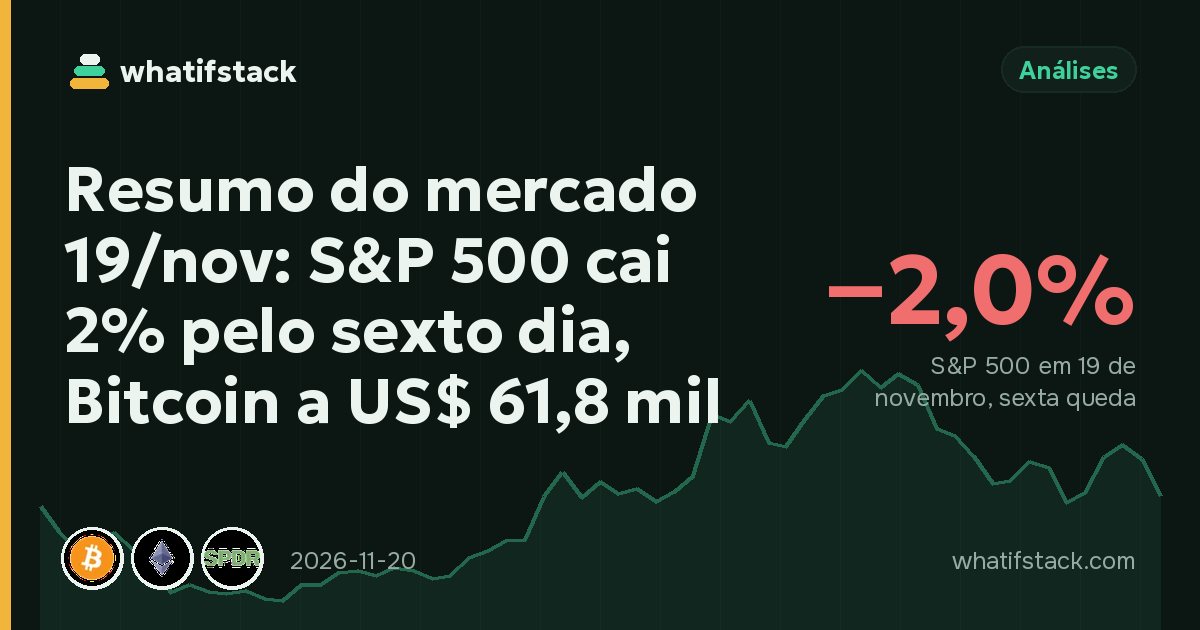 whatifstack
Análises
Resumo do mercado
19/nov: S&P 500 cai
2% pelo sexto dia,
Bitcoin a US$ 61,8 mil
−2,0%
S&P 500 em 19 de
novembro, sexta queda
SPDR
2026-11-20
whatifstack.com